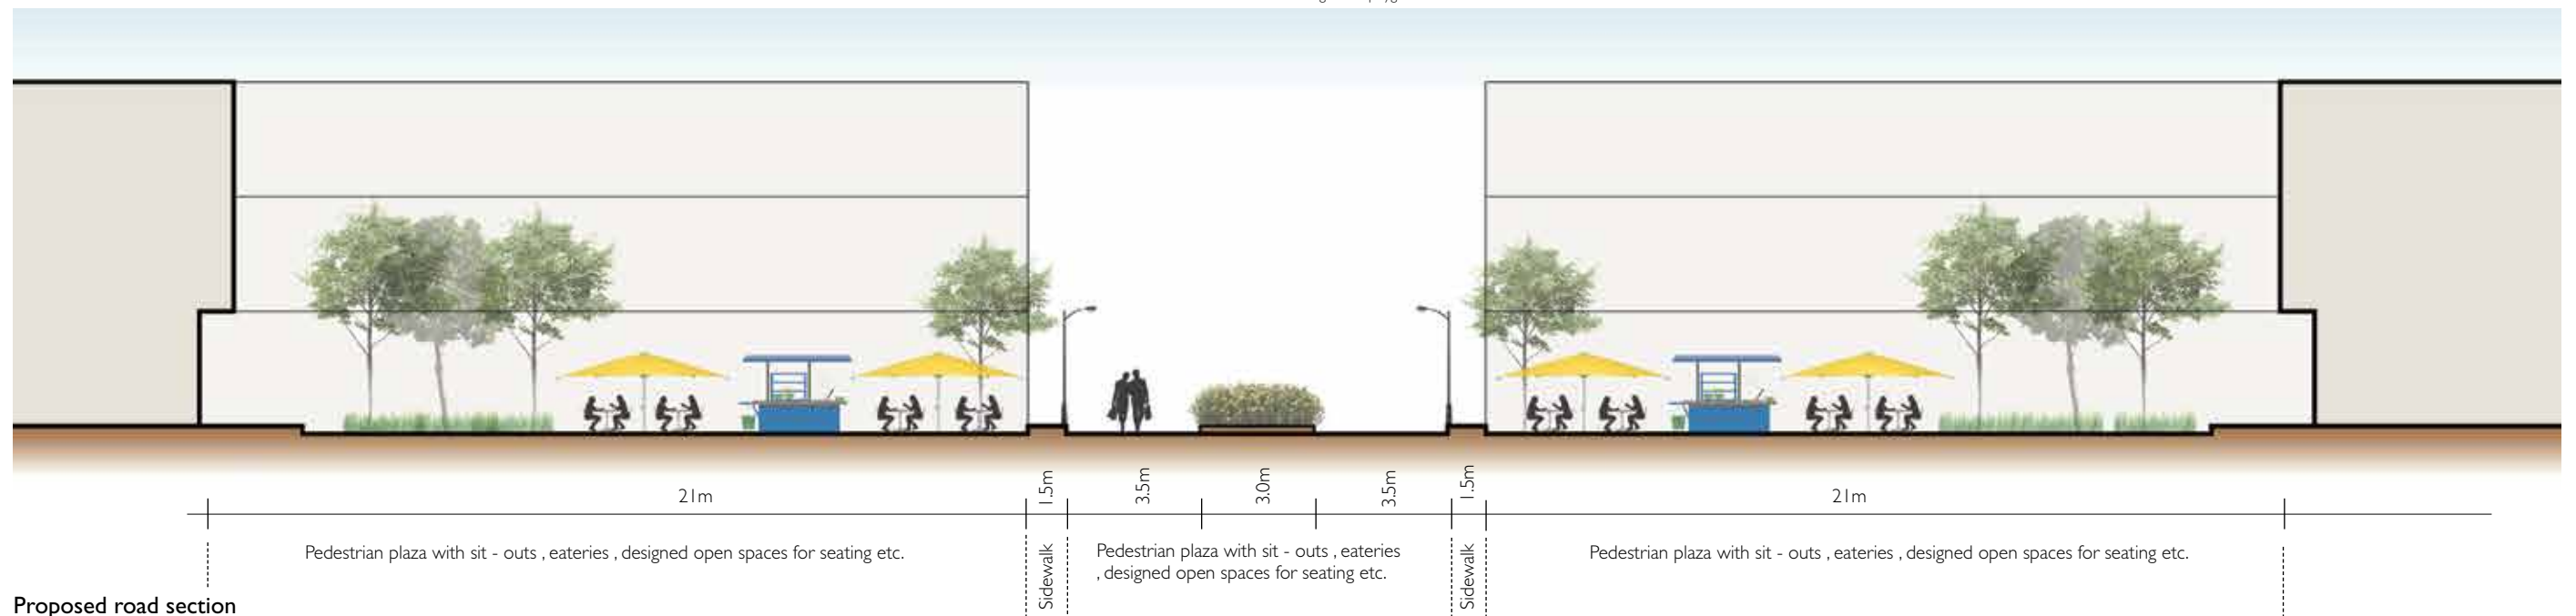 21m
1.5m
3.5m
3.0m
3.5m
1.5m
21m
Pedestrian plaza with sit - outs , eateries , designed open spaces for seating etc.
Sidewalk
Pedestrian plaza with sit - outs , eateries
, designed open spaces for seating etc.
Sidewalk
Pedestrian plaza with sit - outs , eateries , designed open spaces for seating etc.
Proposed road section